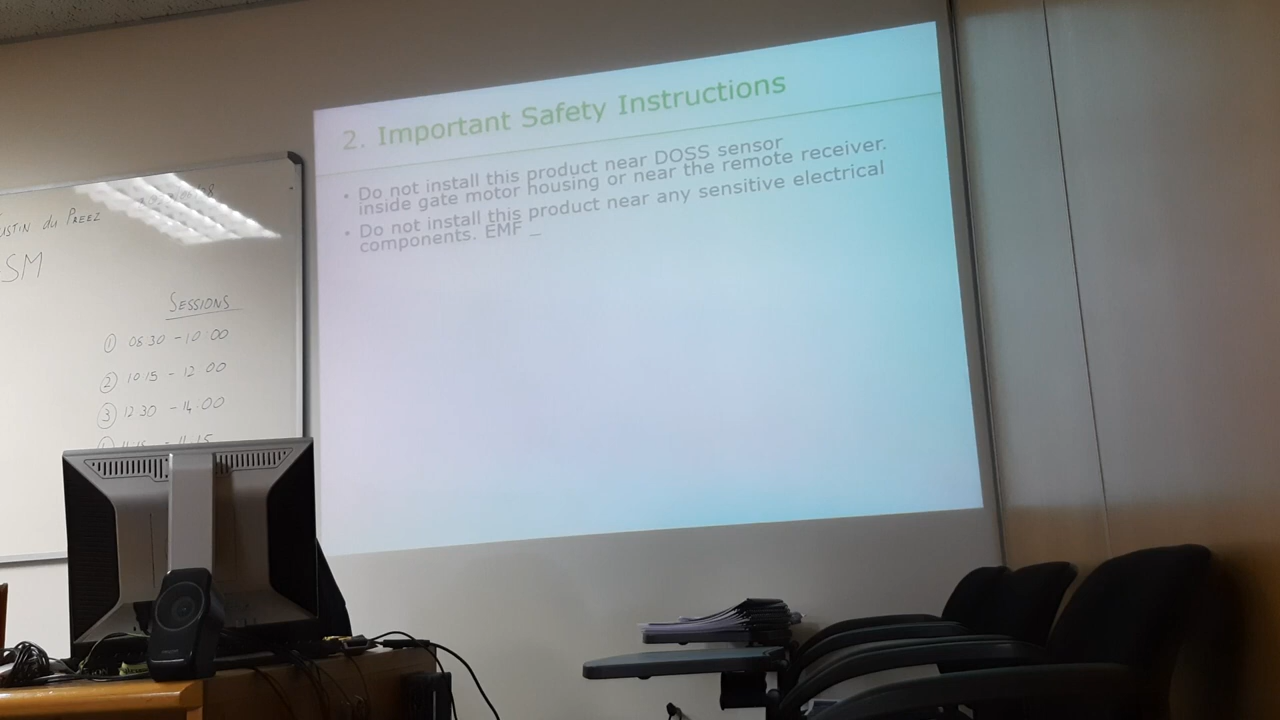 2. Important Safety Instructions
• Do not install this product near DOSS sensor
inside gate motor housing or near the remote receiver.
• Do not install this product near any sensitive electrical
components. EMF _
du PREEZ
SM
SESSIONS
① 08 30 - 10:00
② 10 15 - 12:00
③ 12 30 - 14:00